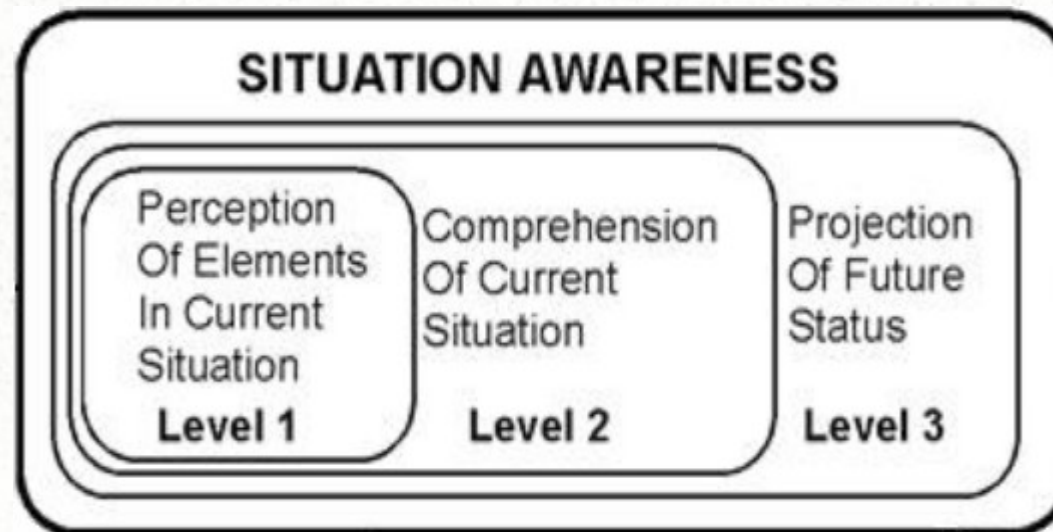 SITUATION AWARENESS
Perception
Of Elements
In Current
Situation
Level 1
Comprehension
Of Current
Situation
Level 2
Projection
Of Future
Status
Level 3